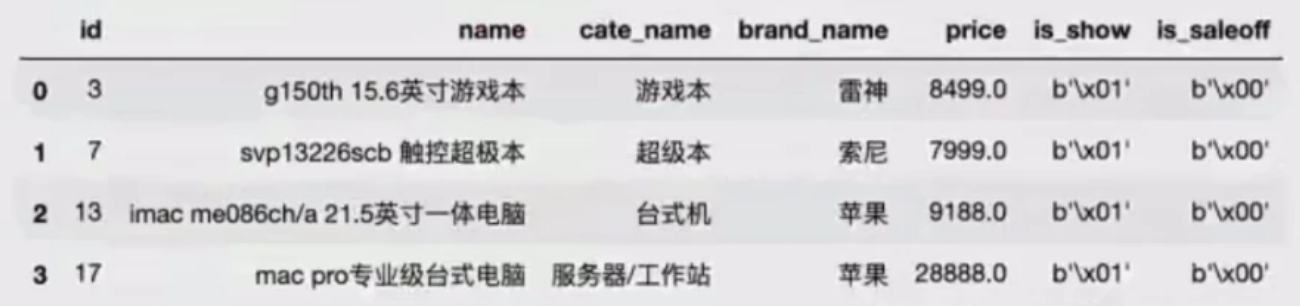 id name cate_name brand_name price is_show is_saleoff
0 3 g150th 15.6英寸游戏本 游戏本 雷神 8499.0 b'\x01' b'\x00'
1 7 svp13226scb 触控超极本 超级本 索尼 7999.0 b'\x01' b'\x00'
2 13 imac me086ch/a 21.5英寸一体电脑 台式机 苹果 9188.0 b'\x01' b'\x00'
3 17 mac pro专业级台式电脑 服务器/工作站 苹果 28888.0 b'\x01' b'\x00'